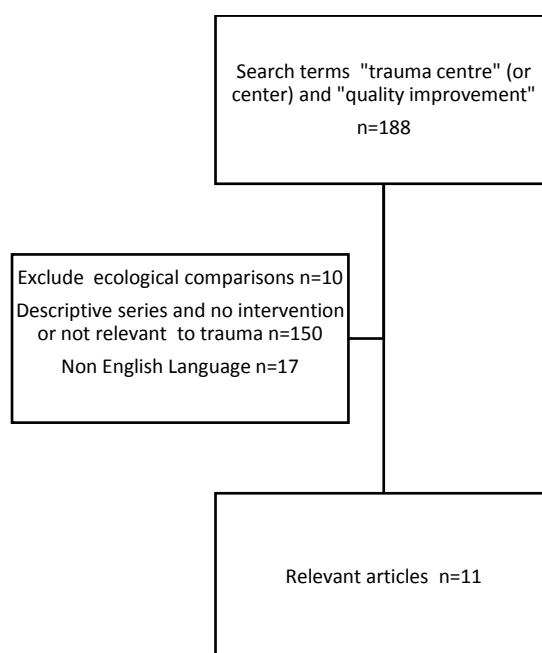 Search terms  "trauma centre" (or
center) and "quality improvement"
n=188
Exclude  ecological comparisons n=10
Descriptive series and no intervention
or not relevant  to trauma n=150
Non English Language n=17
Relevant articles  n=11